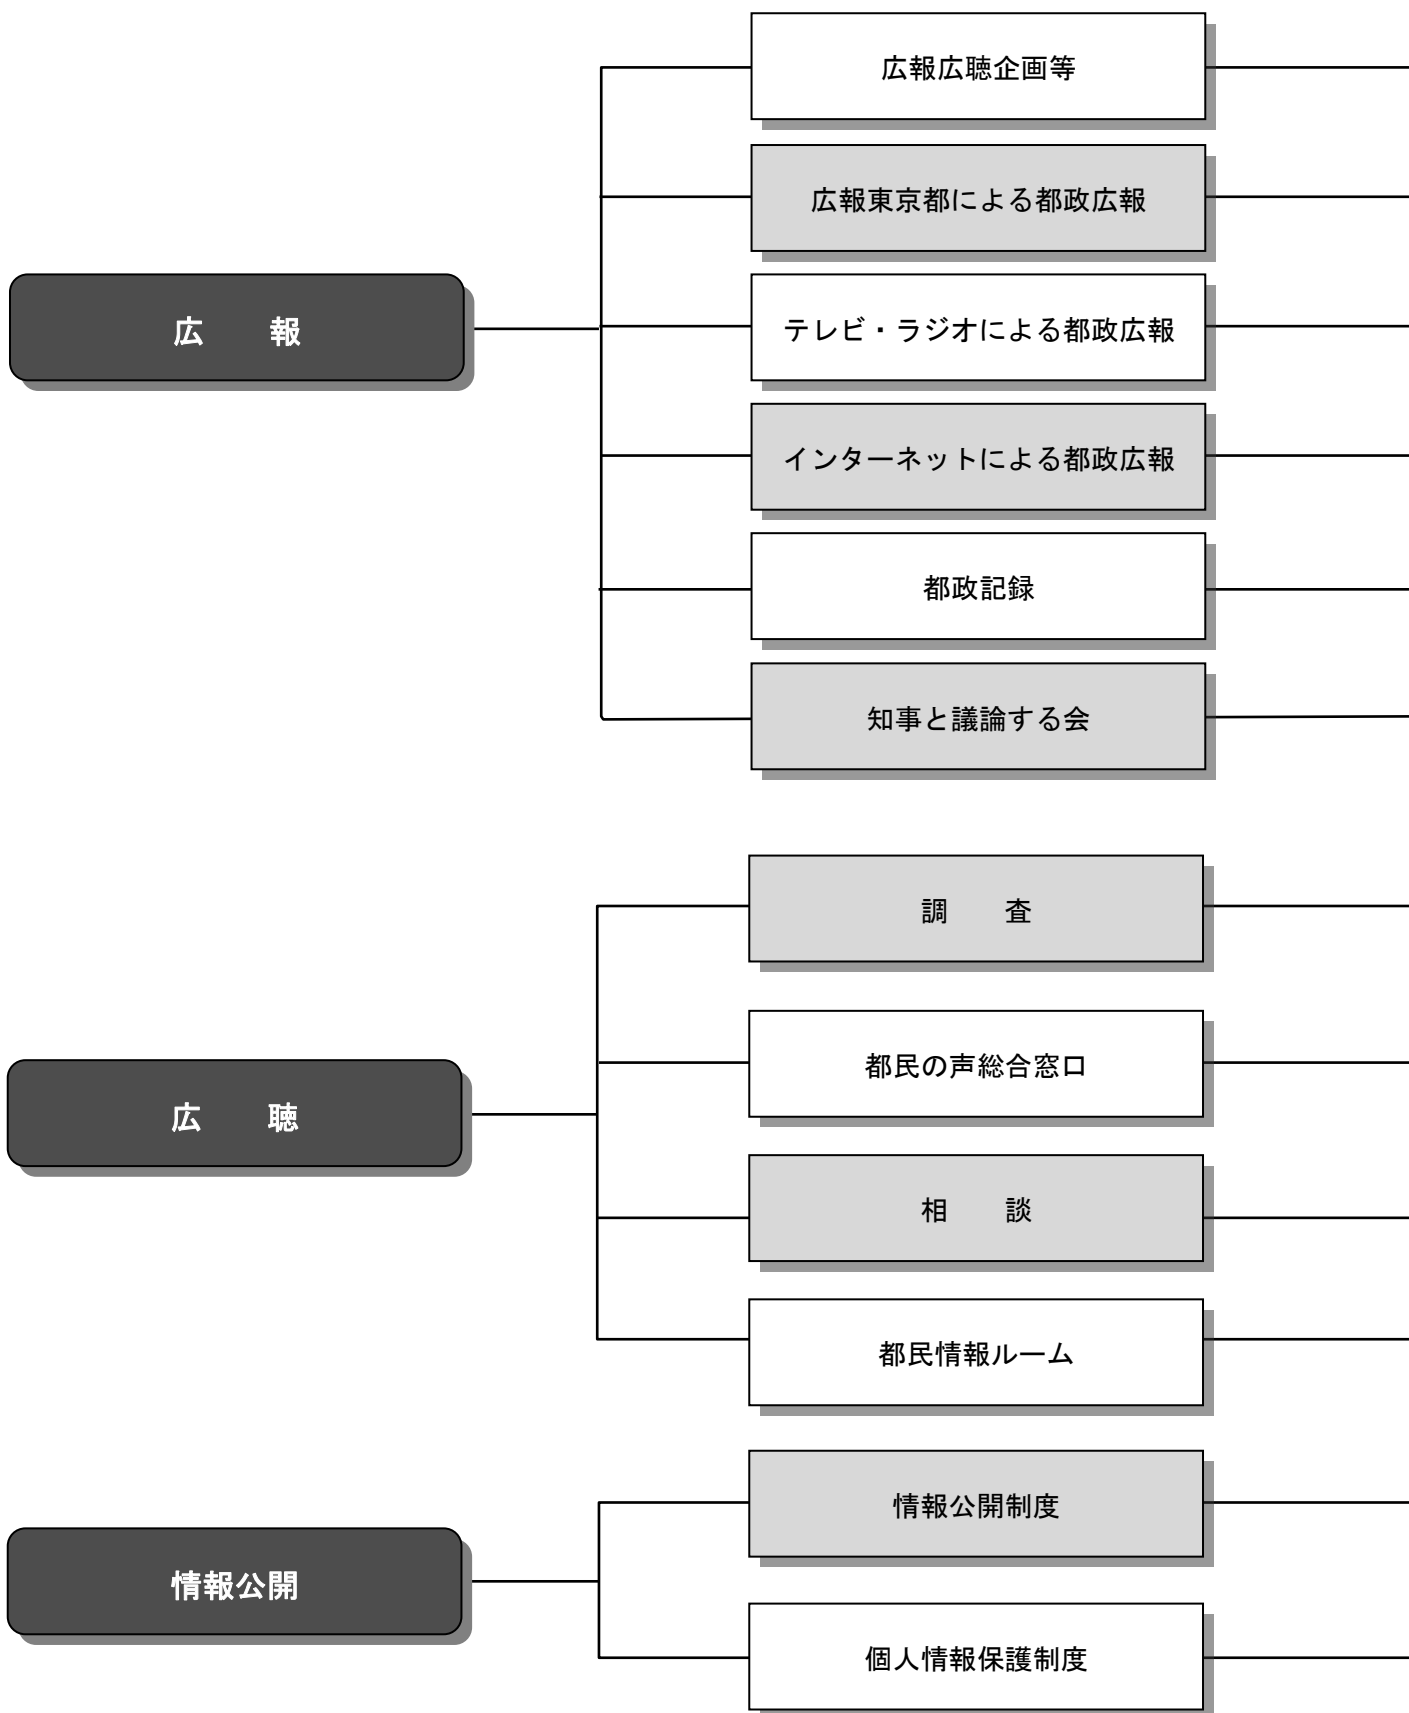 広　　報
広報広聴企画等
広報東京都による都政広報
テレビ・ラジオによる都政広報
インターネットによる都政広報
都政記録
知事と議論する会
広　　聴
調　　査
都民の声総合窓口
相　　談
都民情報ルーム
情報公開
情報公開制度
個人情報保護制度